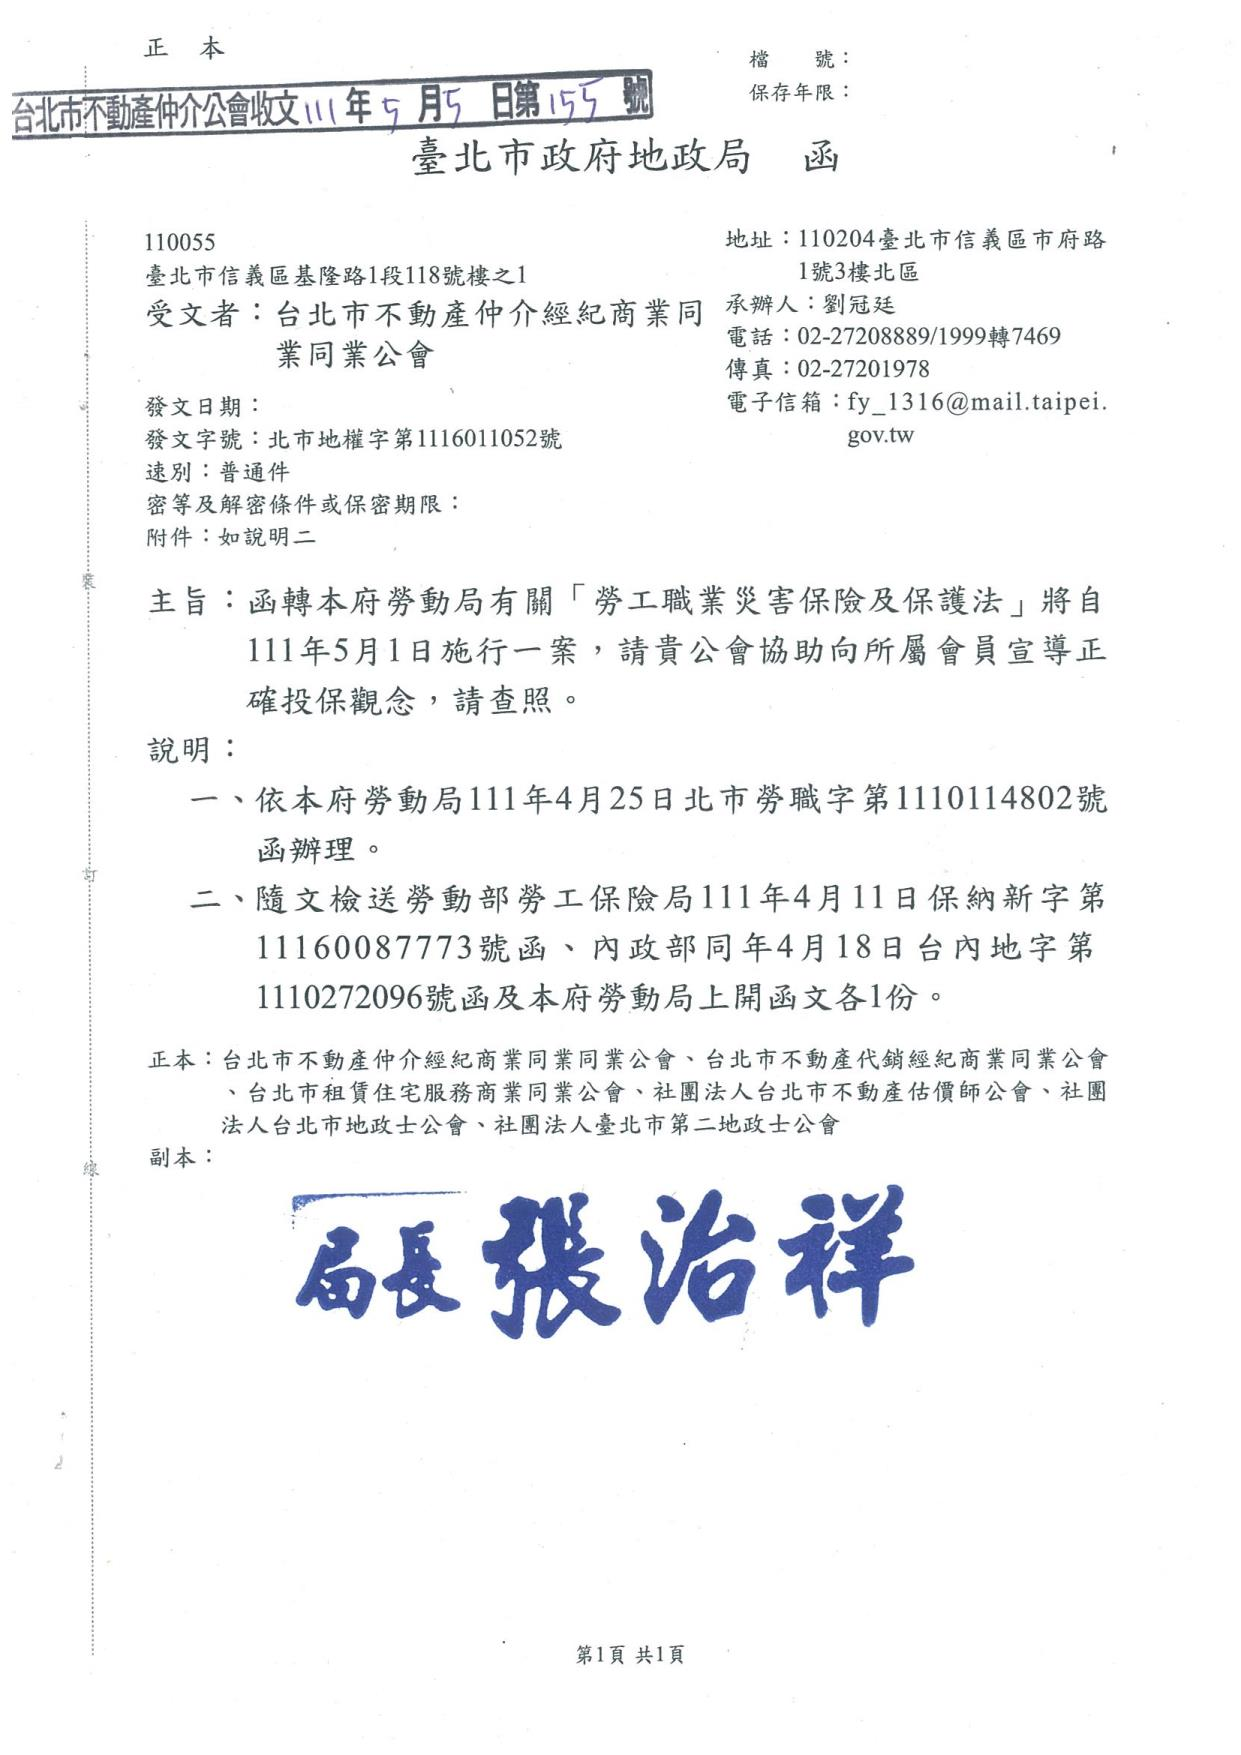 正 本
檔 號：
保存年限：
台北市不動產仲介公會收文111年5月5日第155號
臺北市政府地政局 函
110055
臺北市信義區基隆路1段118號樓之1
受文者：台北市不動產仲介經紀商業同
業同業公會
地址：110204臺北市信義區市府路
1號3樓北區
承辦人：劉冠廷
電話：02-27208889/1999轉7469
傳真：02-27201978
電子信箱：fy_1316@mail.taipei.
gov.tw
發文日期：
發文字號：北市地權字第1116011052號
速別：普通件
密等及解密條件或保密期限：
附件：如說明二
主旨：函轉本府勞動局有關「勞工職業災害保險及保護法」將自
111年5月1日施行一案，請貴公會協助向所屬會員宣導正
確投保觀念，請查照。
說明：
一、依本府勞動局111年4月25日北市勞職字第1110114802號
函辦理。
二、隨文檢送勞動部勞工保險局111年4月11日保納新字第
11160087773號函、內政部同年4月18日台內地字第
1110272096號函及本府勞動局上開函文各1份。
正本：台北市不動產仲介經紀商業同業同業公會、台北市不動產代銷經紀商業同業公會
、台北市租賃住宅服務商業同業公會、社團法人台北市不動產估價師公會、社團
法人台北市地政士公會、社團法人臺北市第二地政士公會
副本：
局長 張治祥
裝
訂
線
第1頁 共1頁